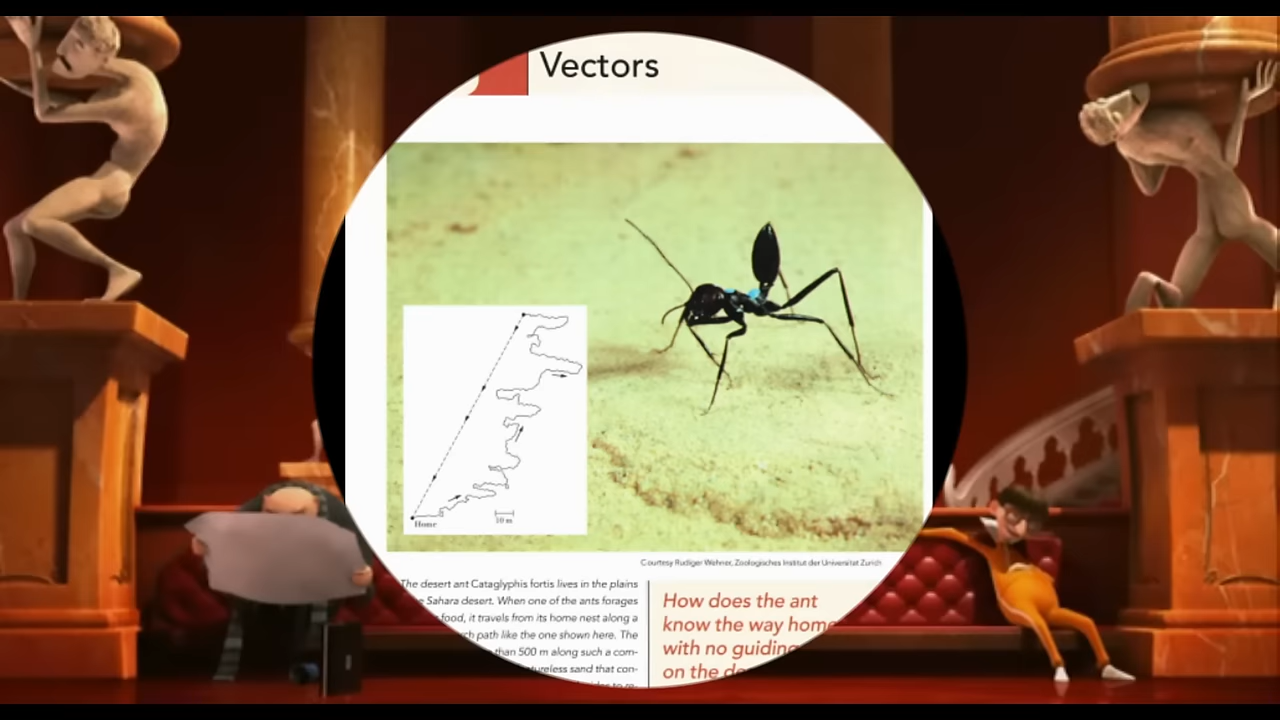 Vectors
Home
10 m
Courtesy Rudiger Wehner, Zoologisches Institut der Universitat Zurich
The desert ant Cataglyphis fortis lives in the plains
Sahara desert. When one of the ants forages
food, it travels from its home nest along a
path like the one shown here. The
than 500 m along such a com-
sand that con-
How does the ant
know the way home
with no
on the